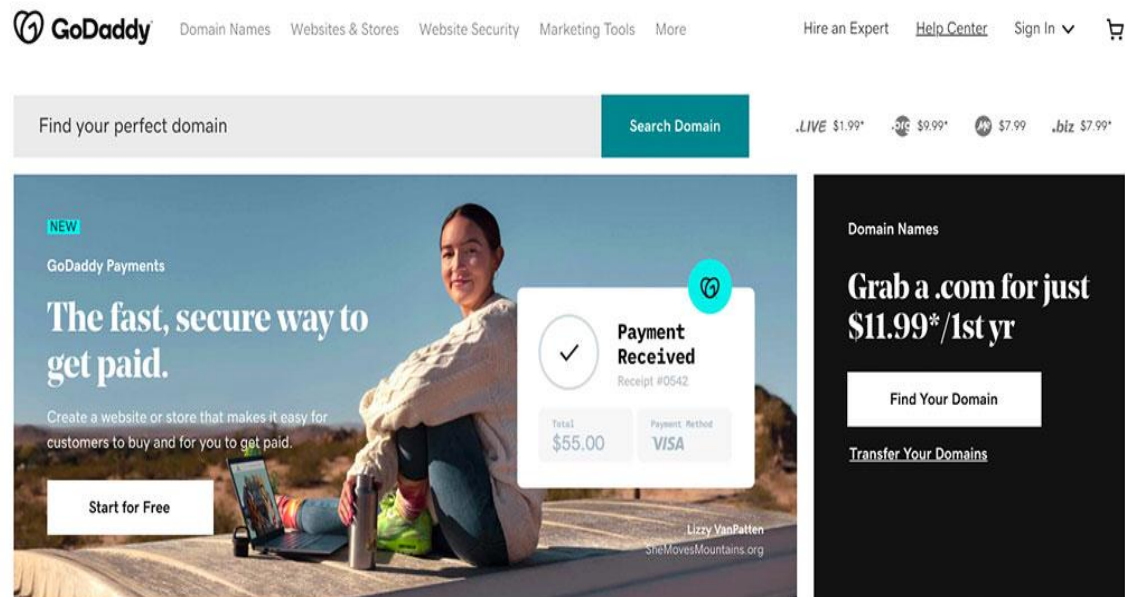 GoDaddy
Domain Names Websites & Stores Website Security Marketing Tools More
Hire an Expert Help Center Sign In
Find your perfect domain
Search Domain
.LIVE $1.99*
.org $9.99*
$7.99
.biz $7.99*
NEW
GoDaddy Payments
The fast, secure way to
get paid.
Create a website or store that makes it easy for
customers to buy and for you to get paid.
Start for Free
Payment
Received
Receipt #0542
Total
$55.00
Payment Method
VISA
Lizzy VanPatten
SheMovesMountains.org
Domain Names
Grab a .com for just
$11.99*/1st yr
Find Your Domain
Transfer Your Domains